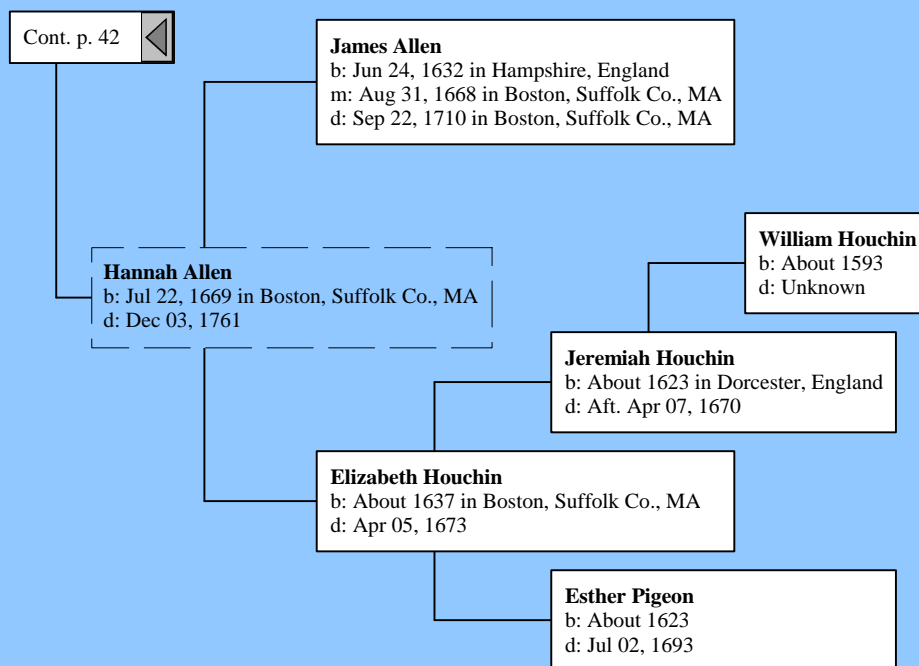 Cont. p. 42
James Allen
b: Jun 24, 1632 in Hampshire, England
m: Aug 31, 1668 in Boston, Suffolk Co., MA
d: Sep 22, 1710 in Boston, Suffolk Co., MA
William Houchin
b: About 1593
d: Unknown
Hannah Allen
b: Jul 22, 1669 in Boston, Suffolk Co., MA
d: Dec 03, 1761
Jeremiah Houchin
b: About 1623 in Dorcester, England
d: Aft. Apr 07, 1670
Elizabeth Houchin
b: About 1637 in Boston, Suffolk Co., MA
d: Apr 05, 1673
Esther Pigeon
b: About 1623
d: Jul 02, 1693